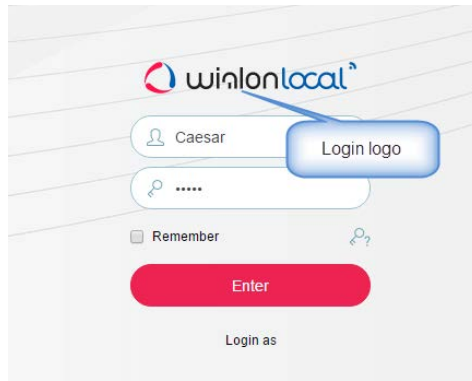 wialonlocal
Caesar
Login logo
•••••
Remember
?
Enter
Login as